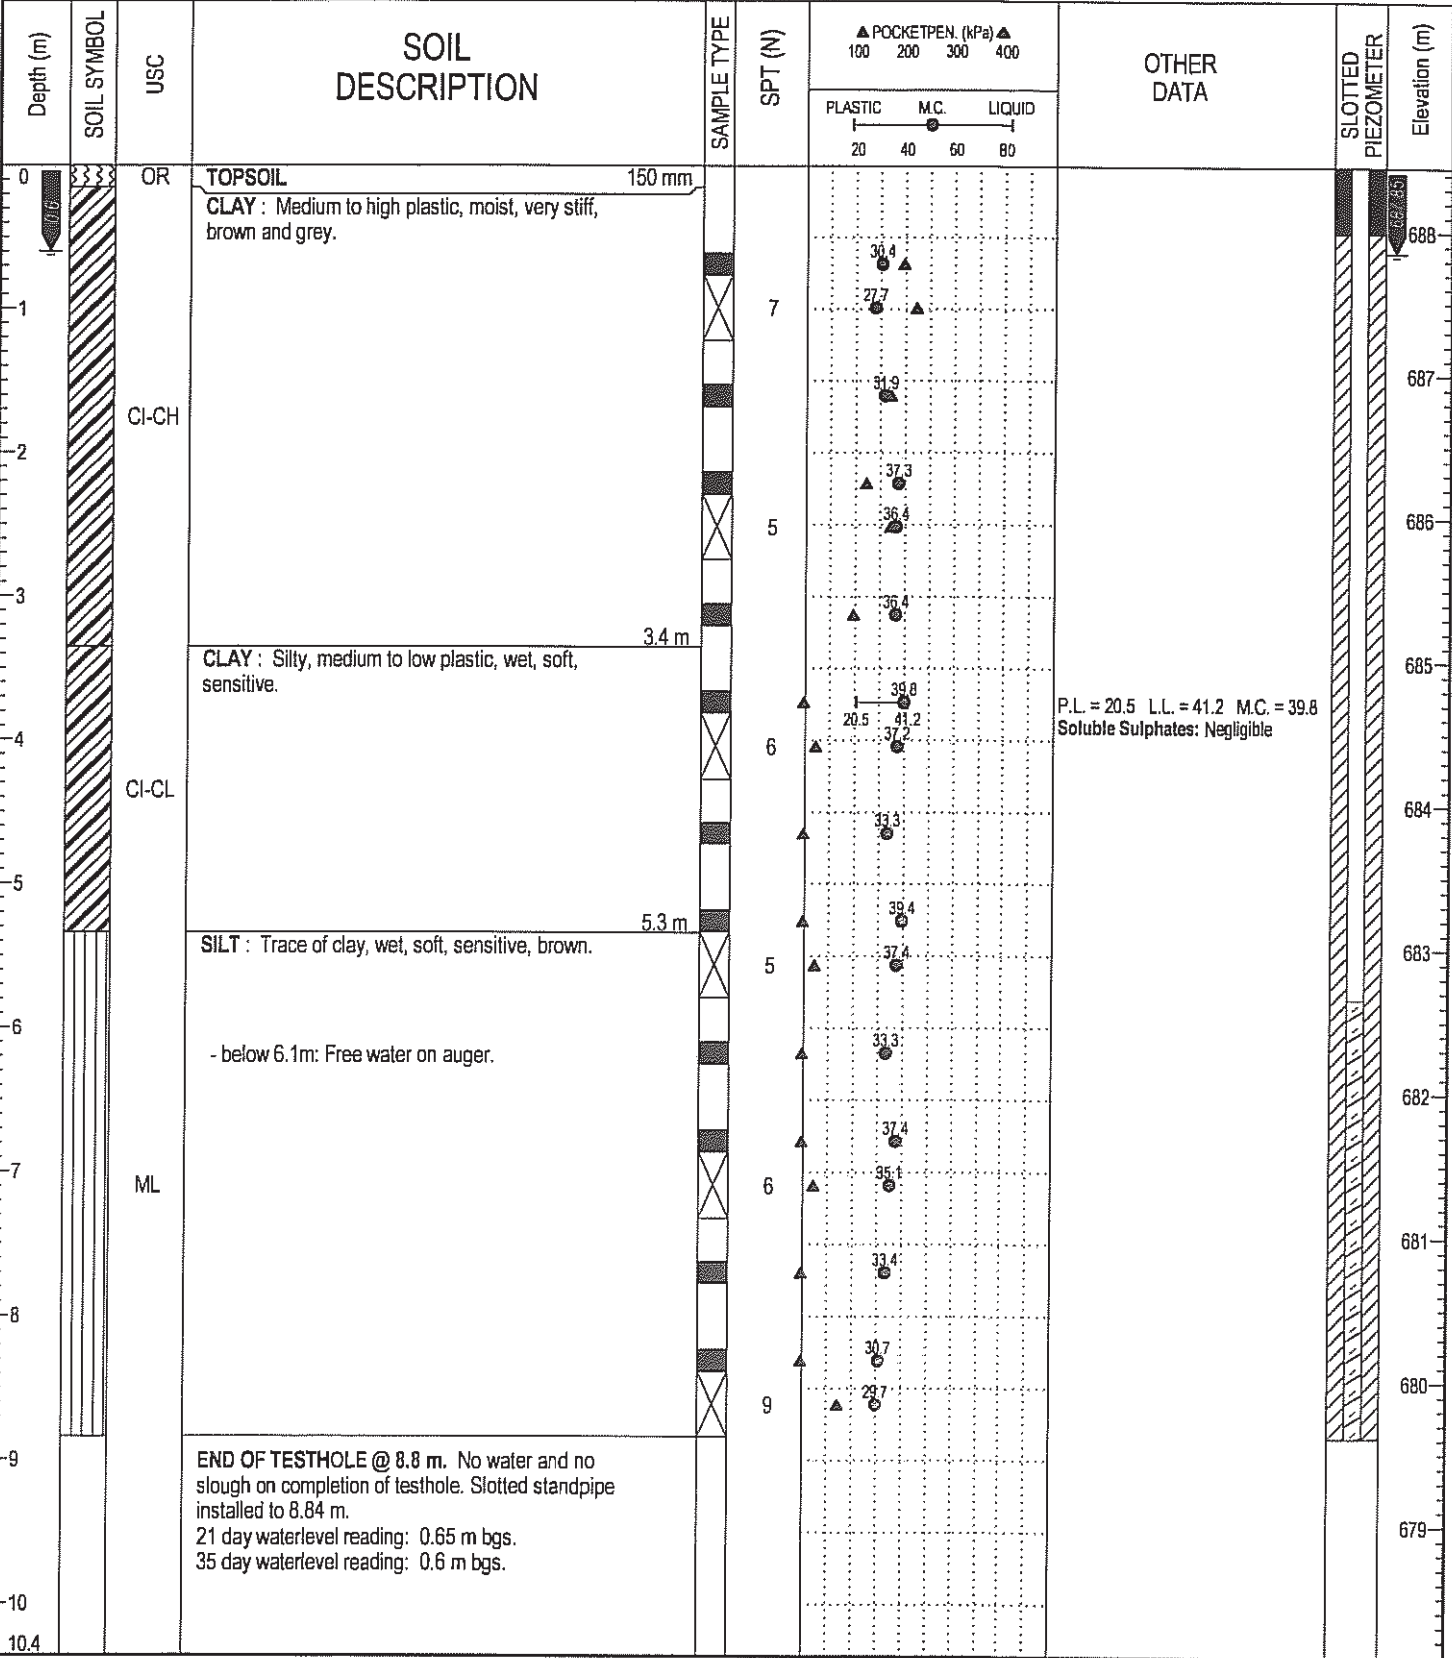 Depth (m)
SOIL SYMBOL
USC
SOIL
DESCRIPTION
SAMPLE TYPE
SPT (N)
▲ POCKETPEN. (kPa) ▲
100 200 300 400
PLASTIC M.C. LIQUID
20 40 60 80
OTHER
DATA
SLOTTED
PIEZOMETER
Elevation (m)
0
OR
TOPSOIL 150 mm
CLAY : Medium to high plastic, moist, very stiff,
brown and grey.
0.6
687.85
688
30.4
1
27.7
7
687
31.9
CI-CH
2
37.3
36.4
5
686
3
36.4
3.4 m
CLAY : Silty, medium to low plastic, wet, soft,
sensitive.
685
39.8
20.5 41.2
P.L. = 20.5 L.L. = 41.2 M.C. = 39.8
Soluble Sulphates: Negligible
4
37.2
6
CI-CL
684
33.3
5
39.4
5.3 m
SILT : Trace of clay, wet, soft, sensitive, brown.
37.4
5
683
6
- below 6.1m: Free water on auger.
33.3
682
37.4
7
ML
35.1
6
681
33.4
8
30.7
680
29.7
9
9
END OF TESTHOLE @ 8.8 m. No water and no
slough on completion of testhole. Slotted standpipe
installed to 8.84 m.
21 day waterlevel reading: 0.65 m bgs.
35 day waterlevel reading: 0.6 m bgs.
679
10
10.4